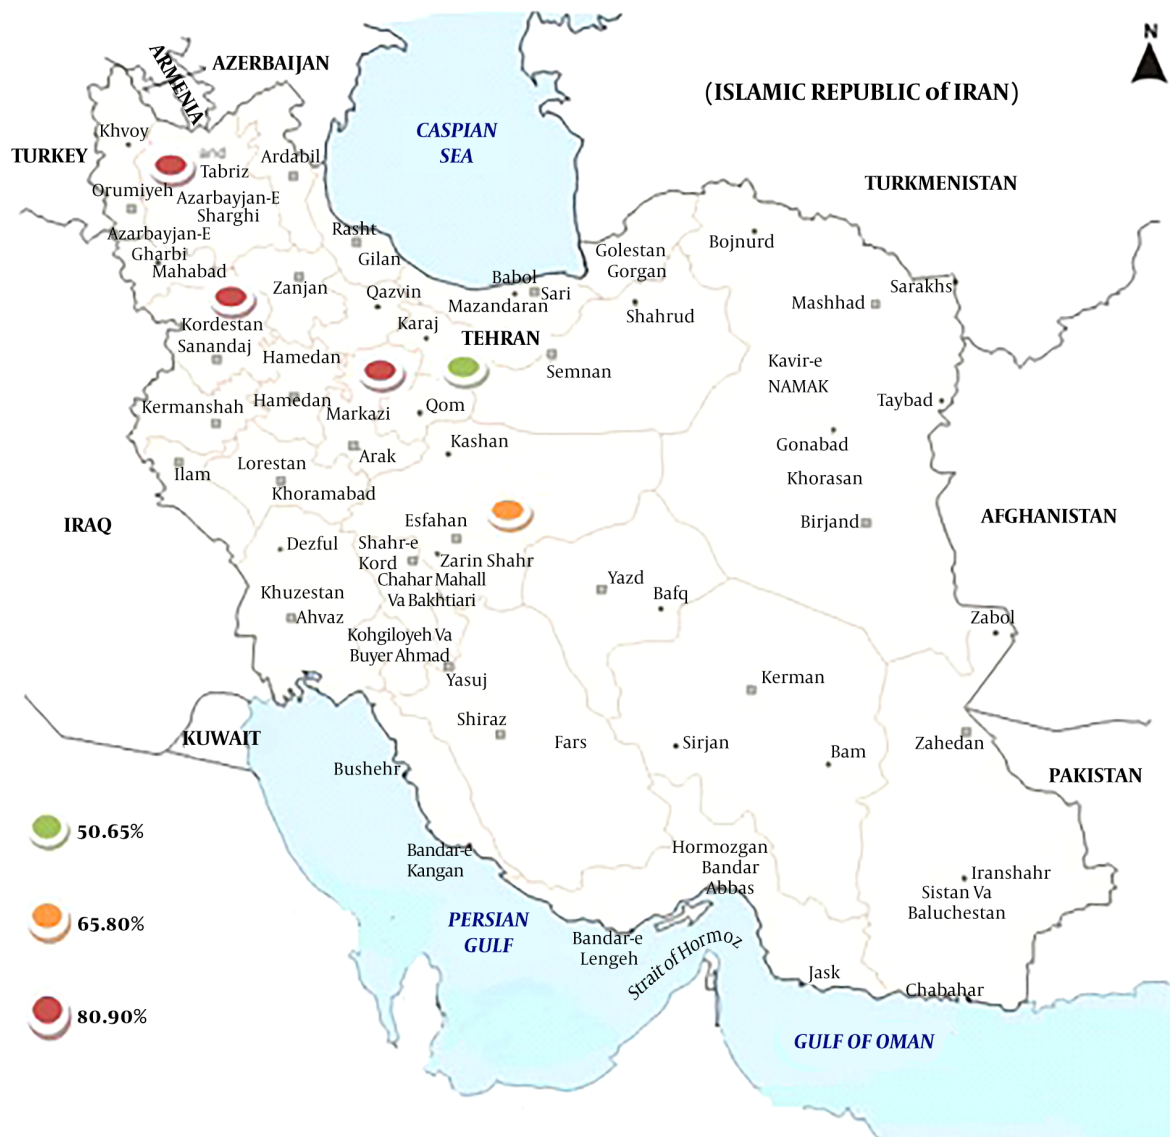 N
ARMENIA
AZERBAIJAN
(ISLAMIC REPUBLIC of IRAN)
CASPIAN
SEA
Khvoy
TURKEY
and
Ardabil
Tabriz
TURKMENISTAN
Orumiyeh
Azarbayjan-E
Sharghi
Azarbayjan-E
Gharbi
Mahabad
Rasht
Gilan
Golestan
Gorgan
Bojnurd
Zanjan
Qazvin
Babol
Sari
Mazandaran
Sarakhs
Mashhad
Kordestan
Sanandaj
Karaj
TEHRAN
Shahrud
Hamedan
Semnan
Kavir-e
NAMAK
Kermanshah
Hamedan
Markazi
Qom
Taybad
Kashan
Gonabad
Arak
Ilam
Lorestan
Khoramabad
Khorasan
IRAQ
Esfahan
Birjand
AFGHANISTAN
Dezful
Shahr-e
Kord
Zarin Shahr
Chahar Mahall
Va Bakhtiari
Yazd
Bafq
Khuzestan
Ahvaz
Zabol
Kohgiloyeh Va
Buyer Ahmad
Yasuj
Kerman
Shiraz
Fars
Sirjan
Bam
Zahedan
KUWAIT
Bushehr
PAKISTAN
50.65%
Bandar-e
Kangan
Hormozgan
Bandar
Abbas
Iranshahr
Sistan Va
Baluchestan
65.80%
PERSIAN
GULF
Bandar-e
Lengeh
Strait of Hormoz
Jask
Chabahar
80.90%
GULF OF OMAN